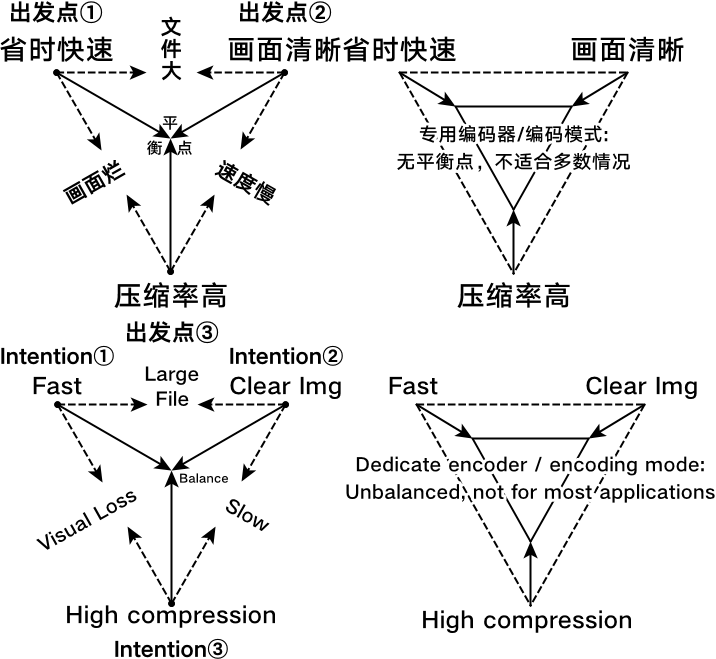 出发点①
出发点②
文件大
省时快速
画面清晰
平
衡 点
画面烂
速度慢
压缩率高
出发点③
省时快速
画面清晰
专用编码器/编码模式:
无平衡点，不适合多数情况
压缩率高
Intention①
Intention②
Fast
Large
File
Clear Img
Balance
Visual Loss
Slow
High compression
Intention③
Fast
Clear Img
Dedicate encoder / encoding mode:
Unbalanced, not for most applications
High compression